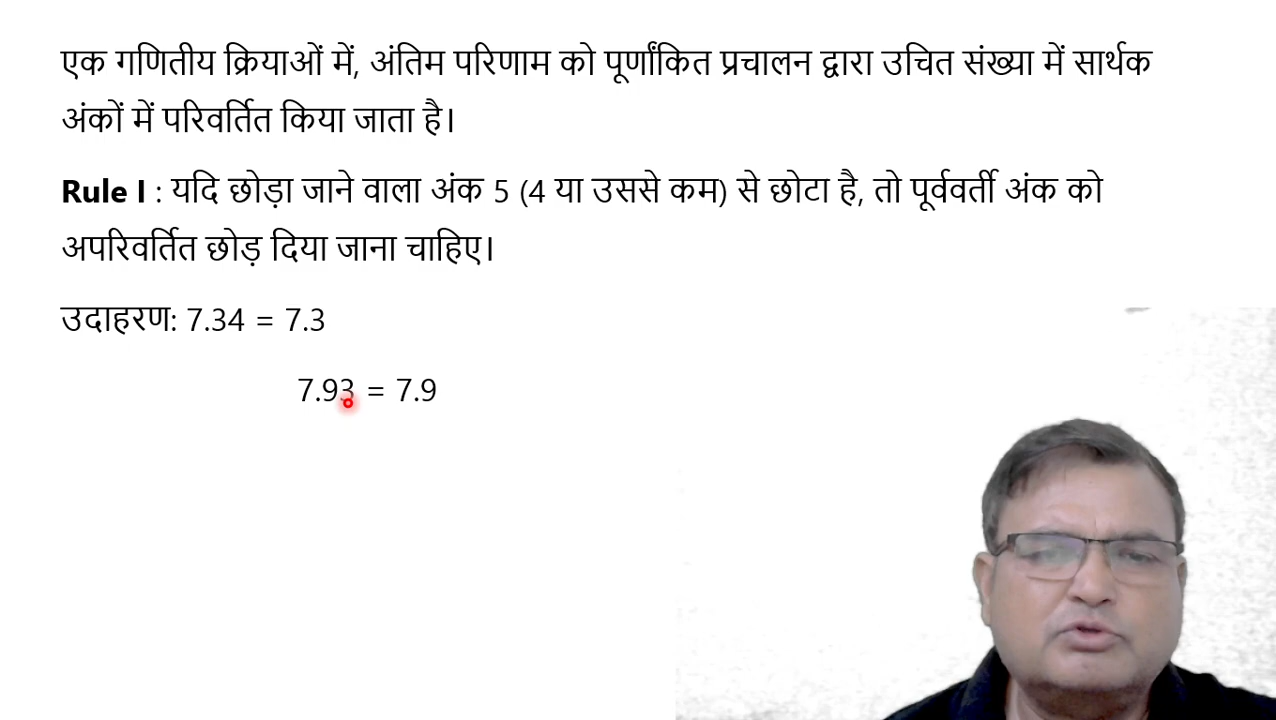 एक गणितीय क्रियाओं में, अंतिम परिणाम को पूर्णांकित प्रचालन द्वारा उचित संख्या में सार्थक
अंकों में परिवर्तित किया जाता है।
Rule I : यदि छोड़ा जाने वाला अंक 5 (4 या उससे कम) से छोटा है, तो पूर्ववर्ती अंक को
अपरिवर्तित छोड़ दिया जाना चाहिए।
उदाहरण: 7.34 = 7.3
7.93 = 7.9